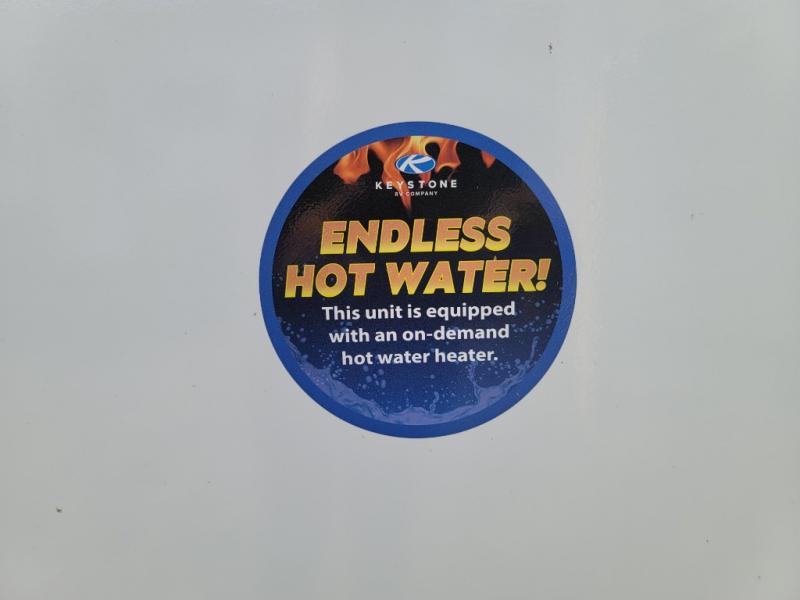 KEYSTONE
RV COMPANY
ENDLESS
HOT WATER!
This unit is equipped
with an on-demand
hot water heater.